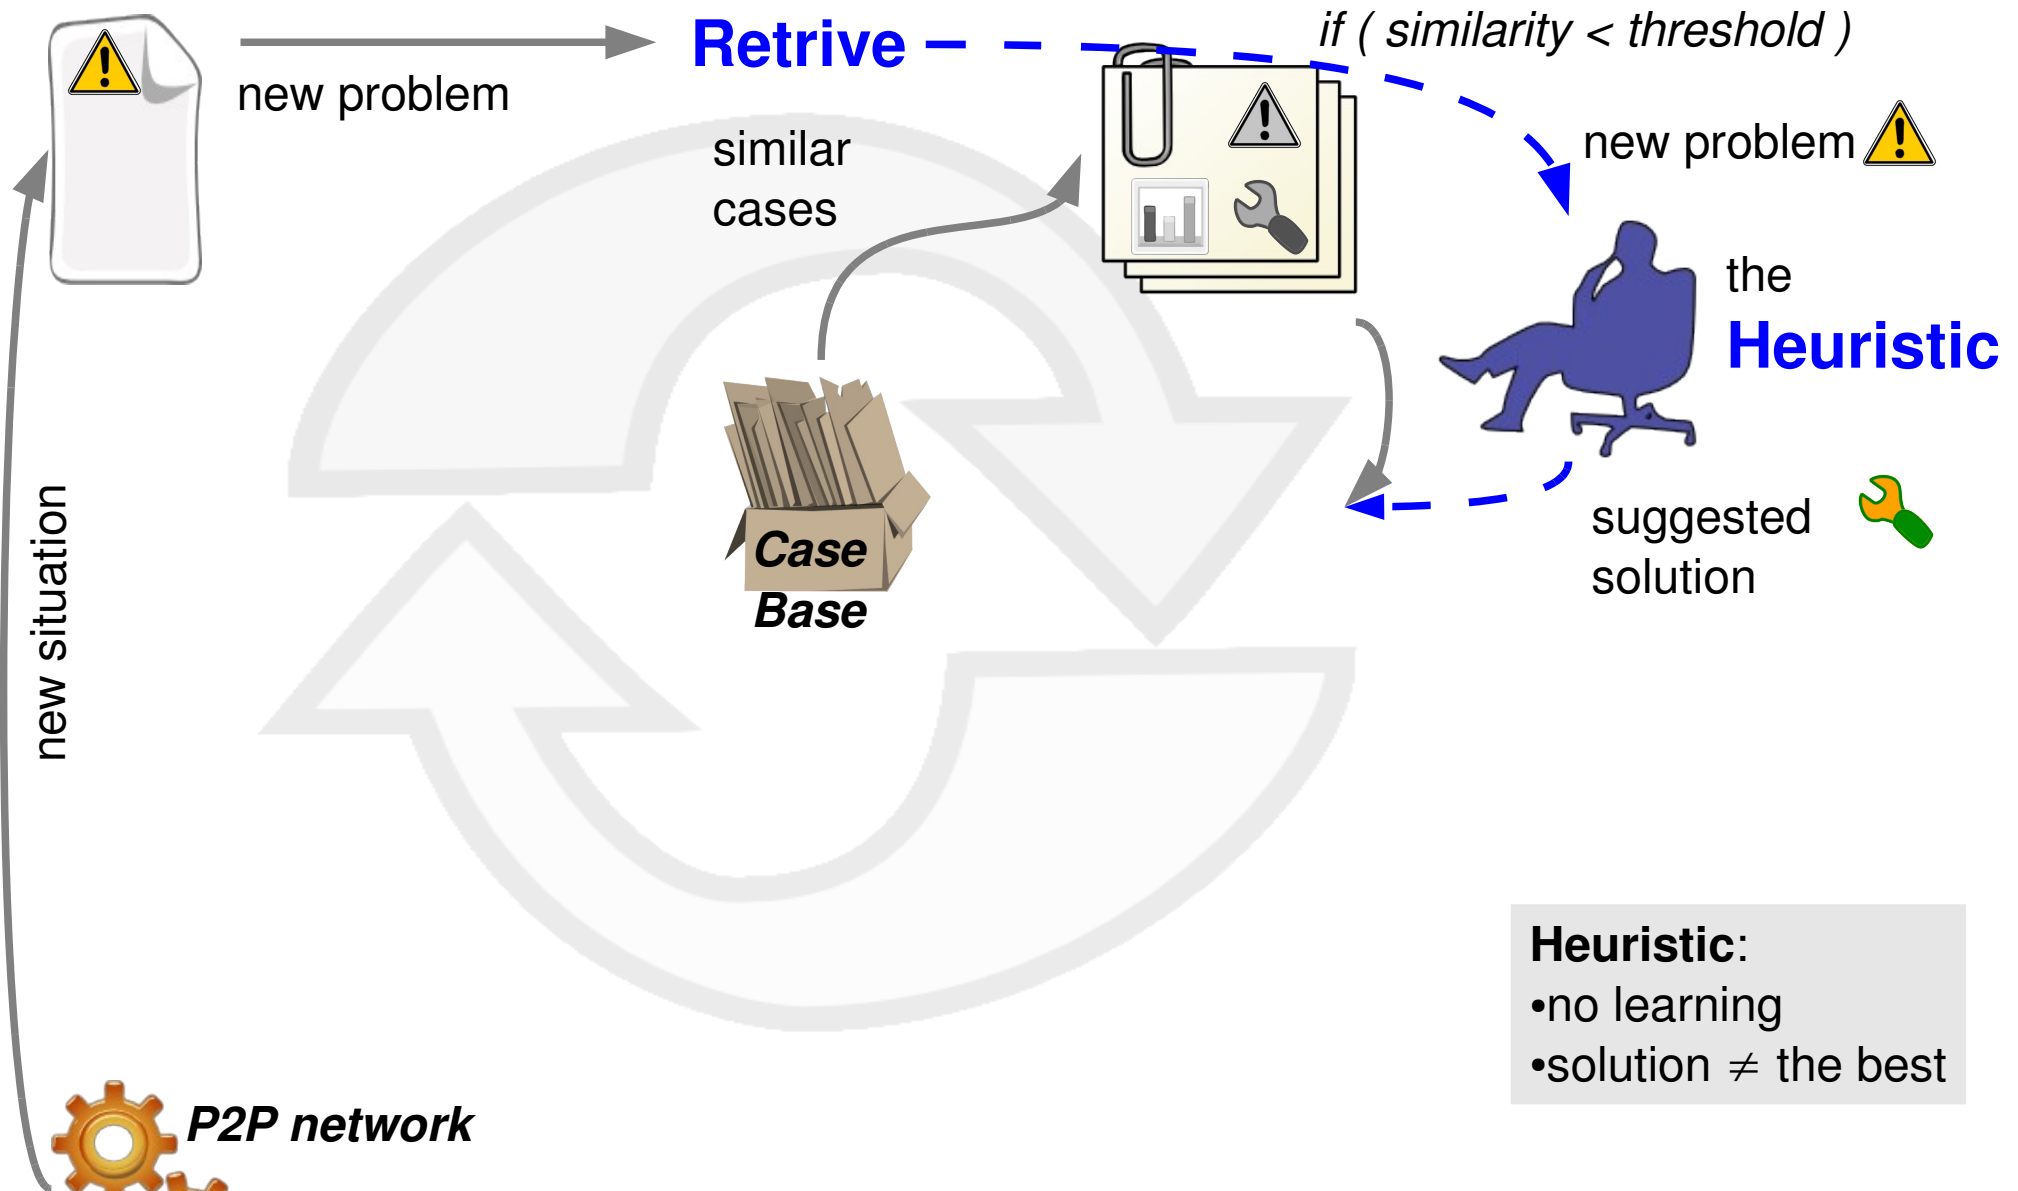 Retrive
if ( similarity < threshold )
new problem
similar
cases
new problem
the
Heuristic
Case
Base
suggested
solution
new situation
Heuristic:
•no learning
•solution ≠ the best
P2P network